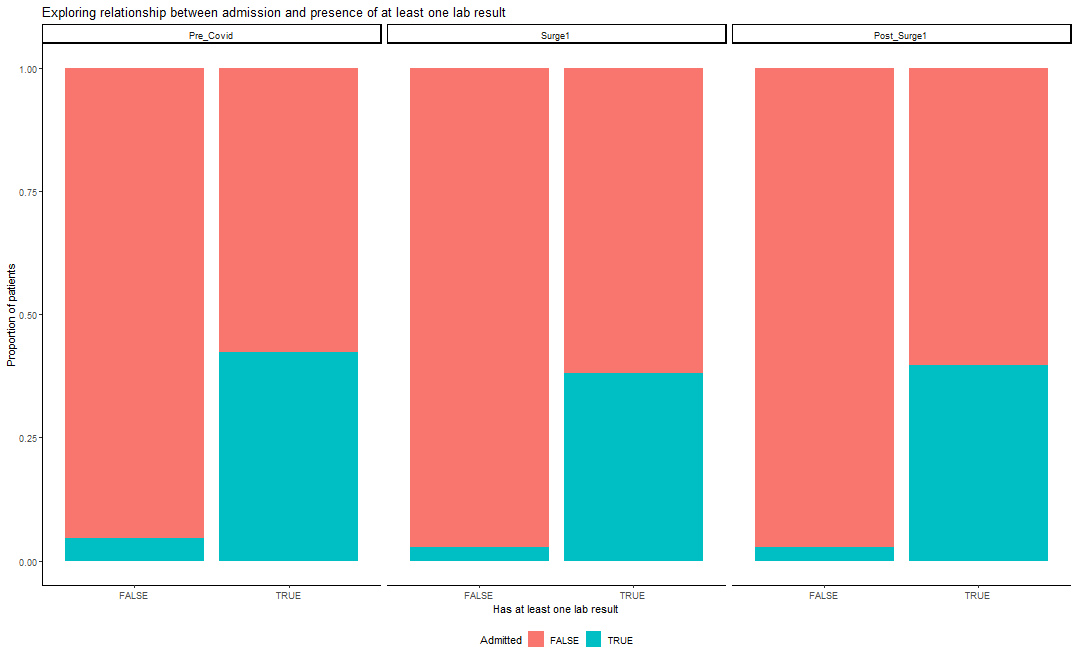 Exploring relationship between admission and presence of at least one lab result
Pre_Covid
Surge1
Post_Surge1
1.00
0.75
0.50
0.25
0.00
Proportion of patients
FALSE
TRUE
FALSE
TRUE
FALSE
TRUE
Has at least one lab result
Admitted FALSE TRUE